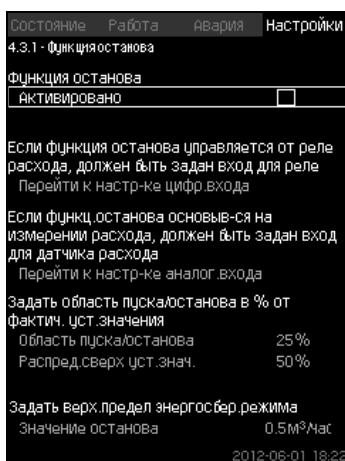 Состояние Работа Авария Настройки
4.3.1 - Функция останова
Функция останова
Активировано
Если функция останова управляется от реле
расхода, должен быть задан вход для реле
Перейти к настр-ке цифр.входа
Если функц.останова основыв-ся на
измерении расхода, должен быть задан вход
для датчика расхода
Перейти к настр-ке аналог.входа
Задать область пуска/останова в % от
фактич. уст.значения
Область пуска/останова 25%
Распред.сверх уст.знач. 50%
Задать верх.предел энергосбер.режима
Значение останова 0.5м³/час
2012-06-01 18:22